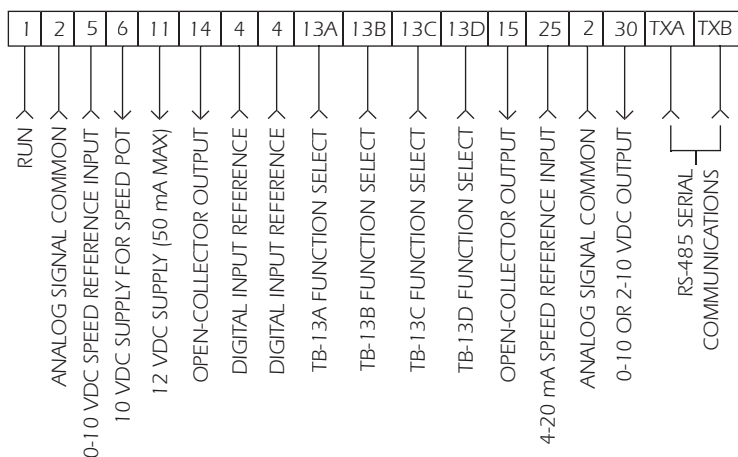 1 2 5 6 11 14 4 4 13A 13B 13C 13D 15 25 2 30 TXA TXB
RUN
ANALOG SIGNAL COMMON
0-10 VDC SPEED REFERENCE INPUT
10 VDC SUPPLY FOR SPEED POT
12 VDC SUPPLY (50 mA MAX)
OPEN-COLLECTOR OUTPUT
DIGITAL INPUT REFERENCE
DIGITAL INPUT REFERENCE
TB-13A FUNCTION SELECT
TB-13B FUNCTION SELECT
TB-13C FUNCTION SELECT
TB-13D FUNCTION SELECT
OPEN-COLLECTOR OUTPUT
4-20 mA SPEED REFERENCE INPUT
ANALOG SIGNAL COMMON
0-10 OR 2-10 VDC OUTPUT
RS-485 SERIAL
COMMUNICATIONS